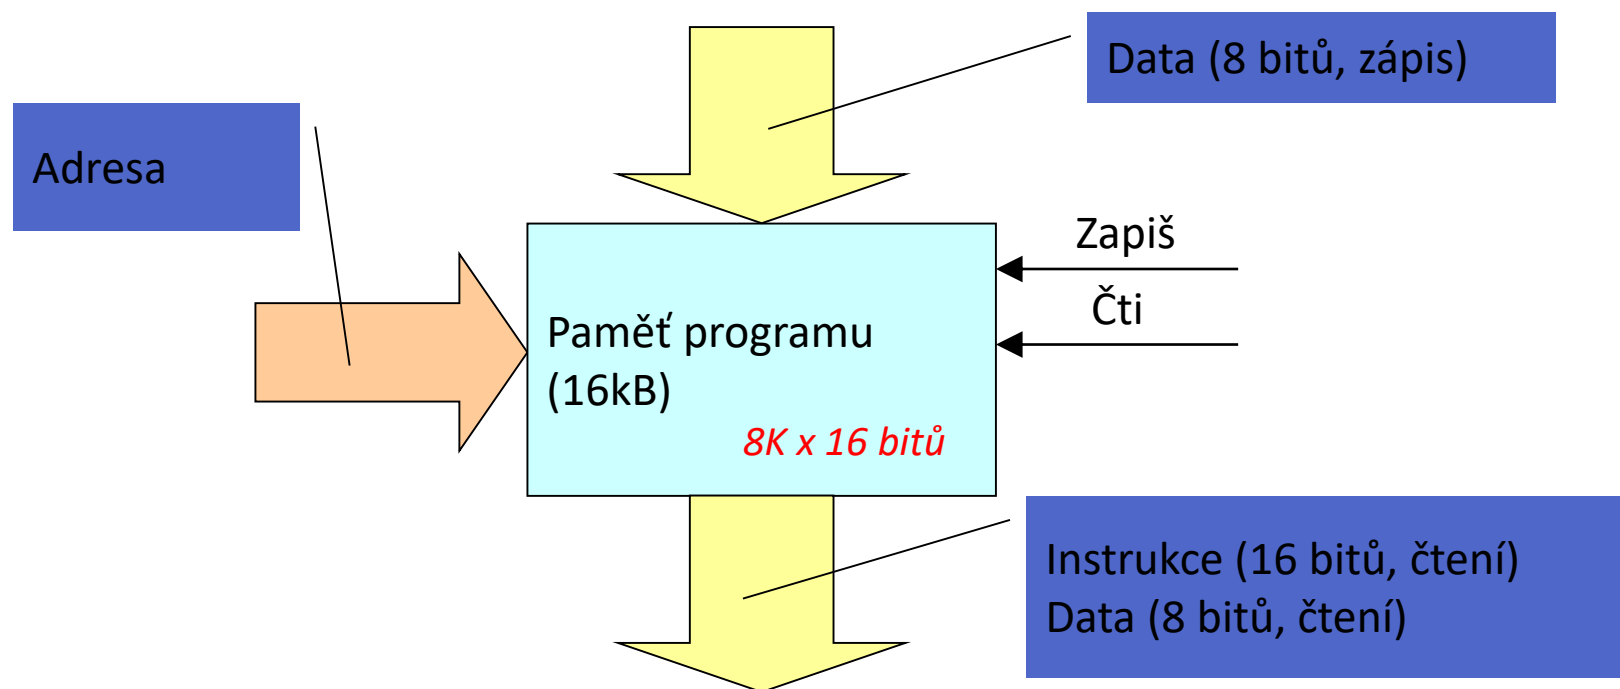 Data (8 bitů, zápis)
Adresa
Zapiš
Čti
Paměť programu
(16kB)
8K x 16 bitů
Instrukce (16 bitů, čtení)
Data (8 bitů, čtení)